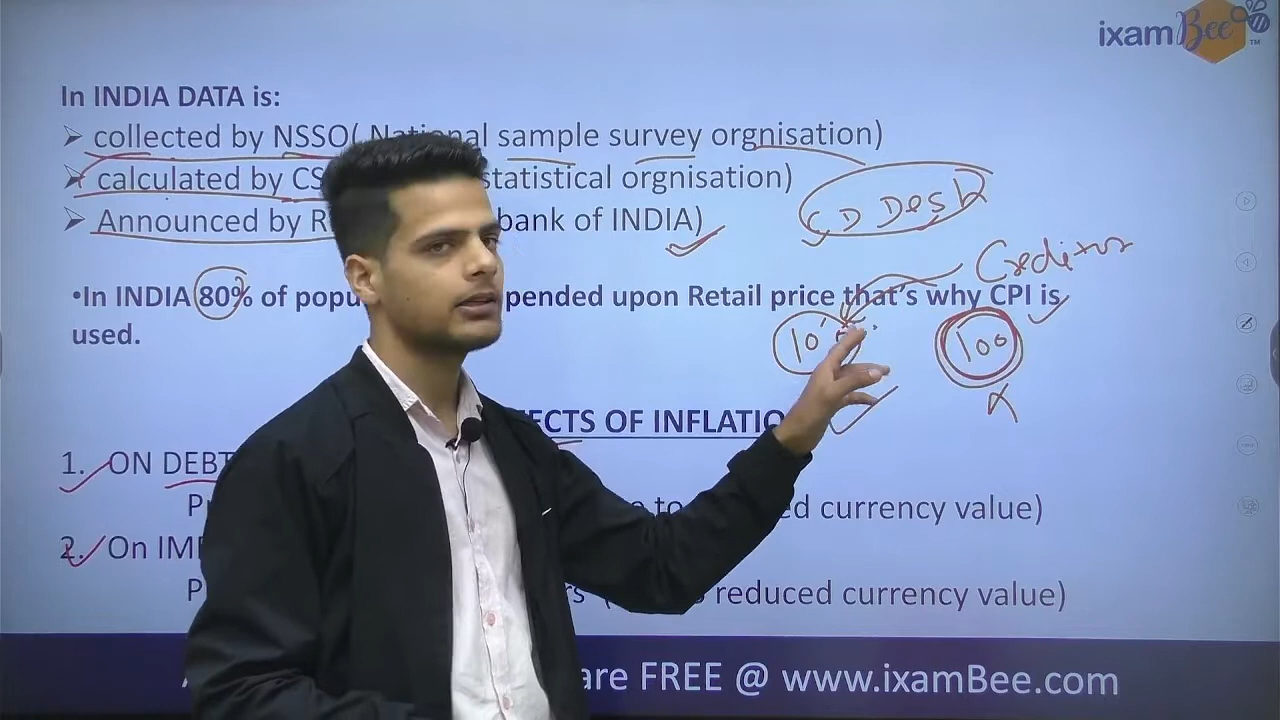 ixamBee
In INDIA DATA is:
➢ collected by NSSO( National sample survey orgnisation)
➢ calculated by CS statistical orgnisation)
➢ Announced by R bank of INDIA)
CD Desk
Creditor
•In INDIA 80% of popu pended upon Retail price that's why CPI is
used.
100
ECTS OF INFLATIO
1. ON DEBT
ed currency value)
2. On IM
reduced currency value)
are FREE @ www.ixamBee.com